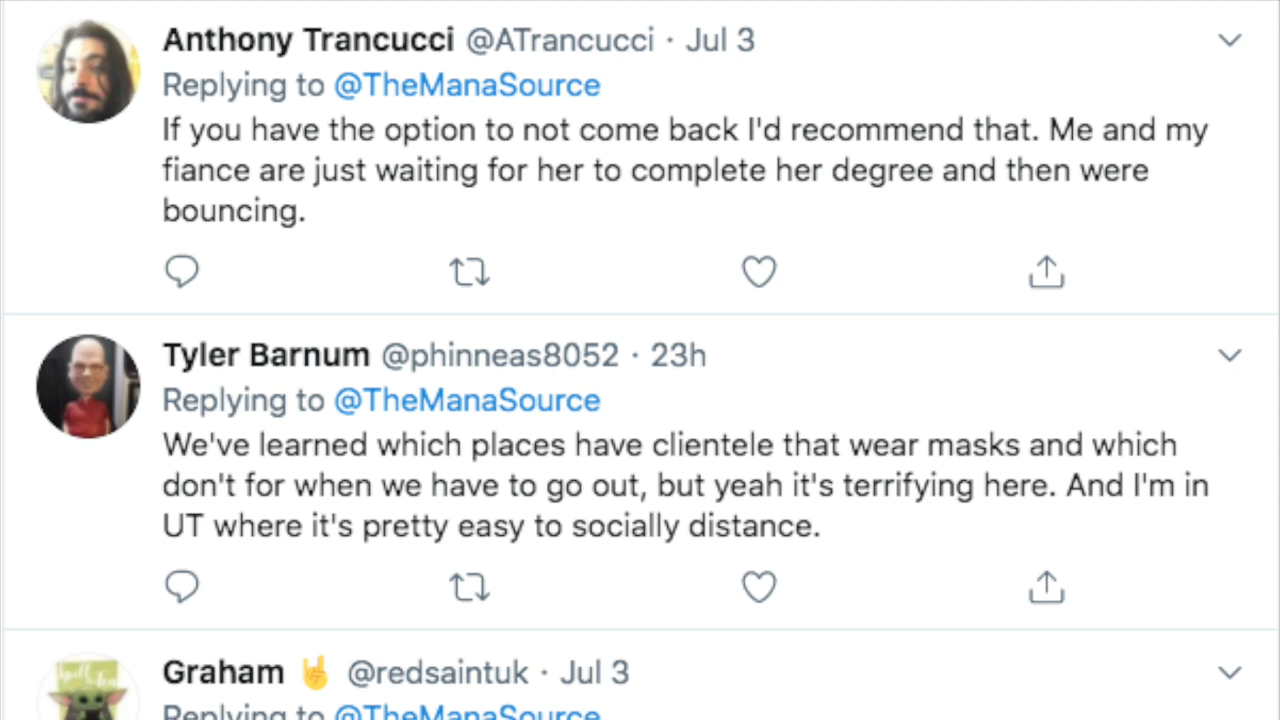 Anthony Trancucci @ATrancucci · Jul 3
Replying to @TheManaSource
If you have the option to not come back I'd recommend that. Me and my
fiance are just waiting for her to complete her degree and then were
bouncing.
Tyler Barnum @phinneas8052 · 23h
Replying to @TheManaSource
We've learned which places have clientele that wear masks and which
don't for when we have to go out, but yeah it's terrifying here. And I'm in
UT where it's pretty easy to socially distance.
Graham 🤘 @redsaintuk · Jul 3
Replying to @TheManaSource